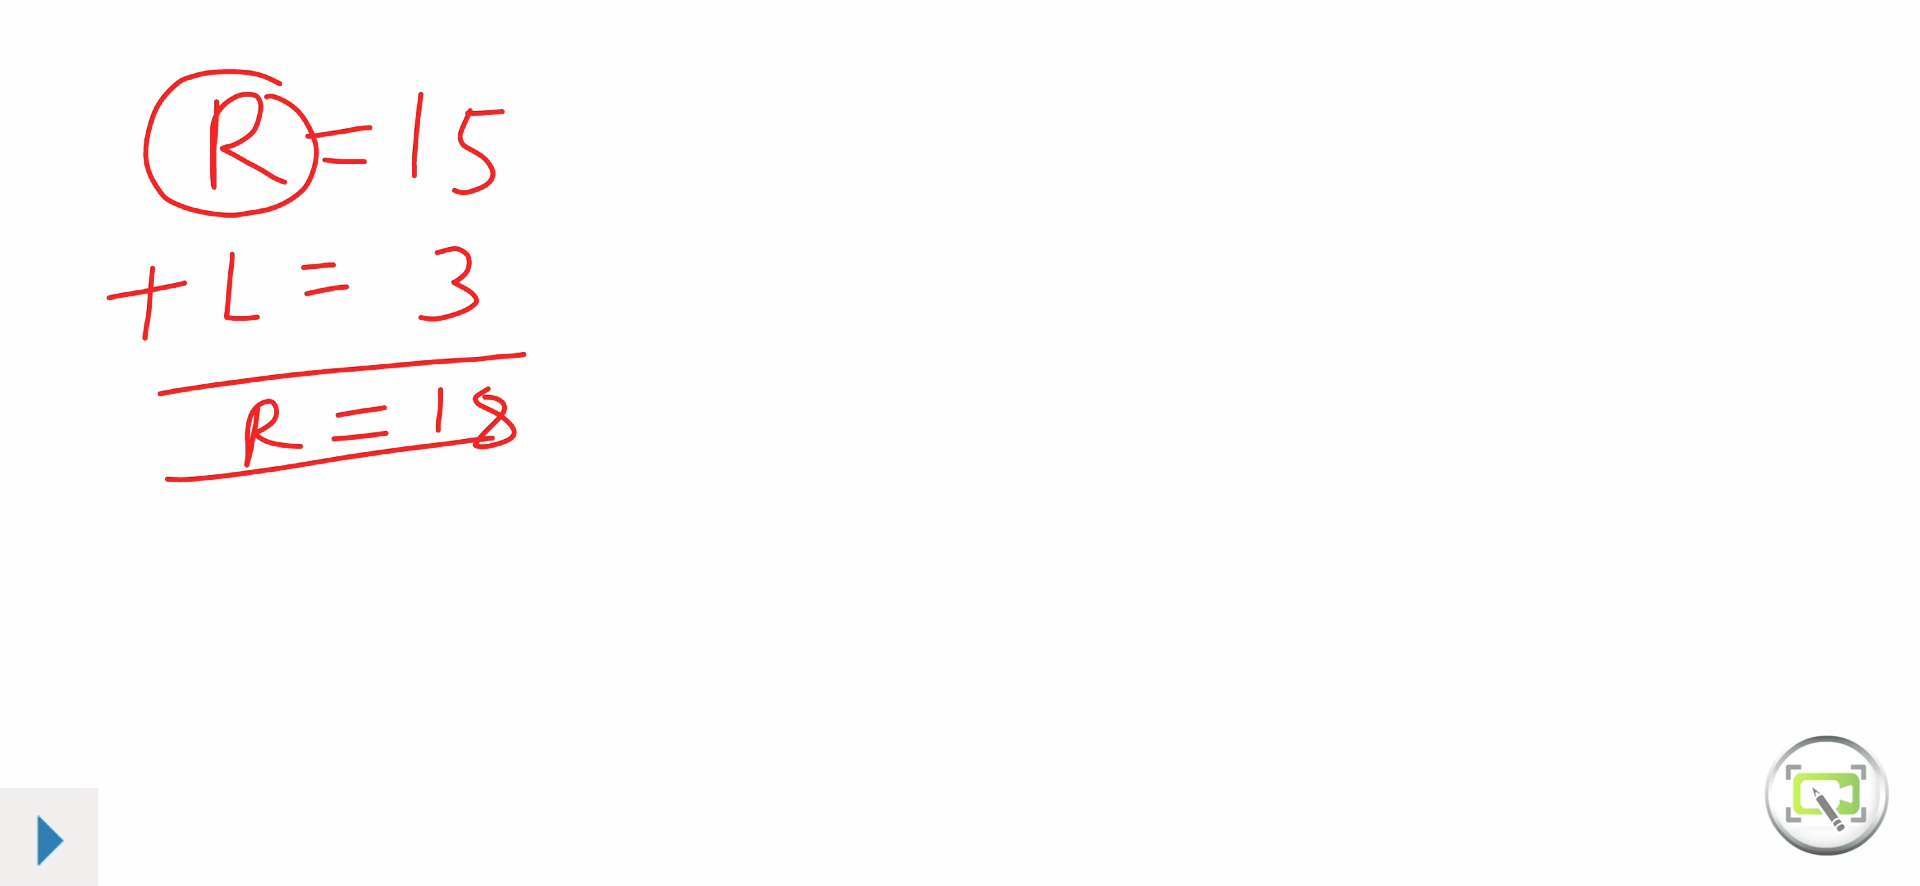 R = 15
+ L = 3
R = 18